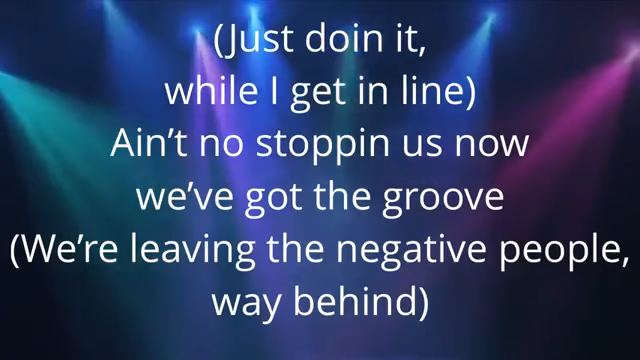 (Just doin it,
while I get in line)
Ain’t no stoppin us now
we’ve got the groove
(We’re leaving the negative people,
way behind)